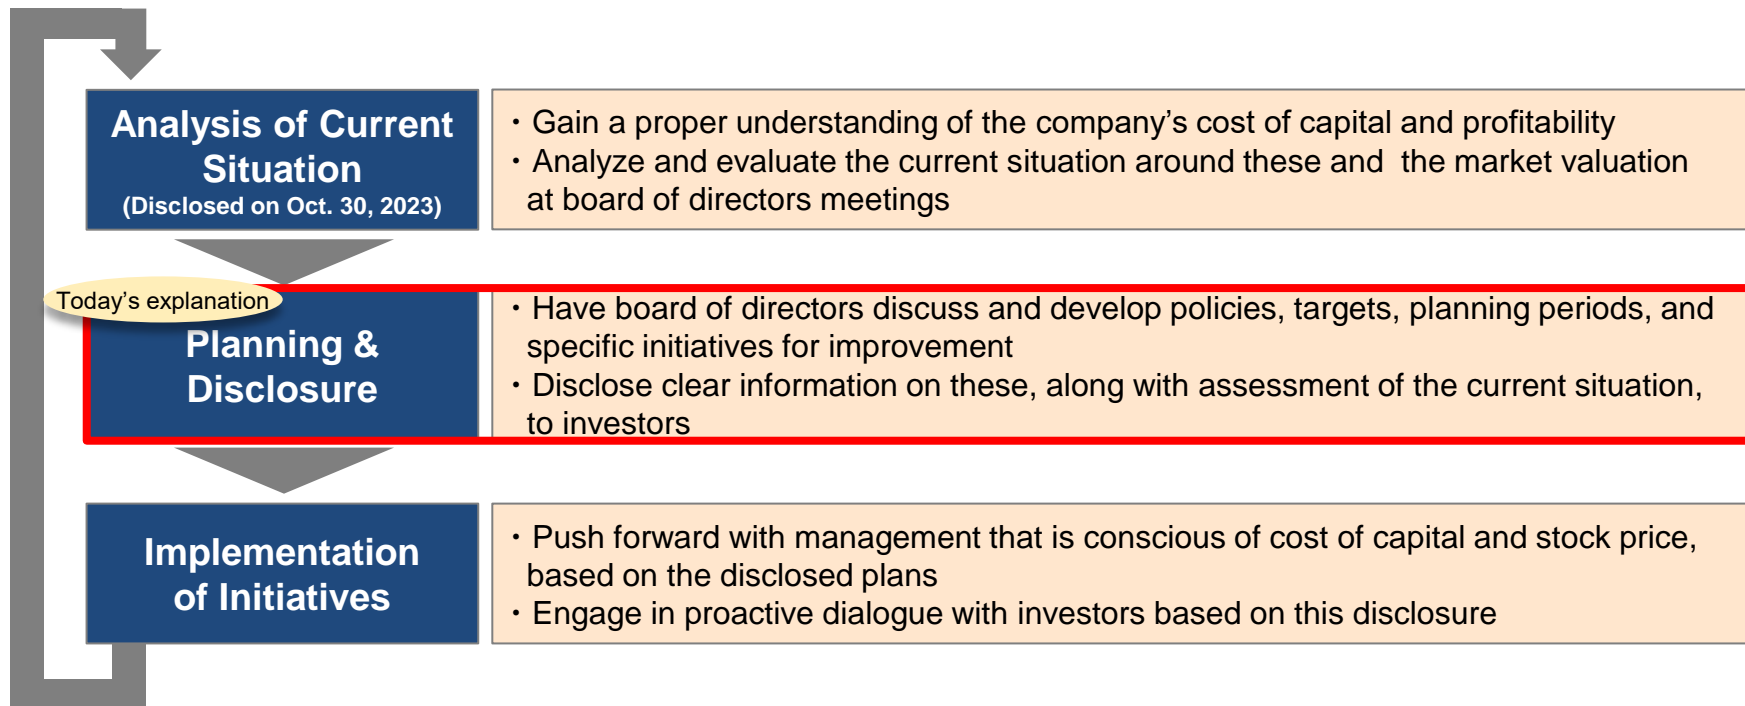 Analysis of Current
Situation
(Disclosed on Oct. 30, 2023)
・Gain a proper understanding of the company’s cost of capital and profitability
・Analyze and evaluate the current situation around these and the market valuation
at board of directors meetings
Today’s explanation
Planning &
Disclosure
・Have board of directors discuss and develop policies, targets, planning periods, and
specific initiatives for improvement
・Disclose clear information on these, along with assessment of the current situation,
to investors
Implementation
of Initiatives
・Push forward with management that is conscious of cost of capital and stock price,
based on the disclosed plans
・Engage in proactive dialogue with investors based on this disclosure